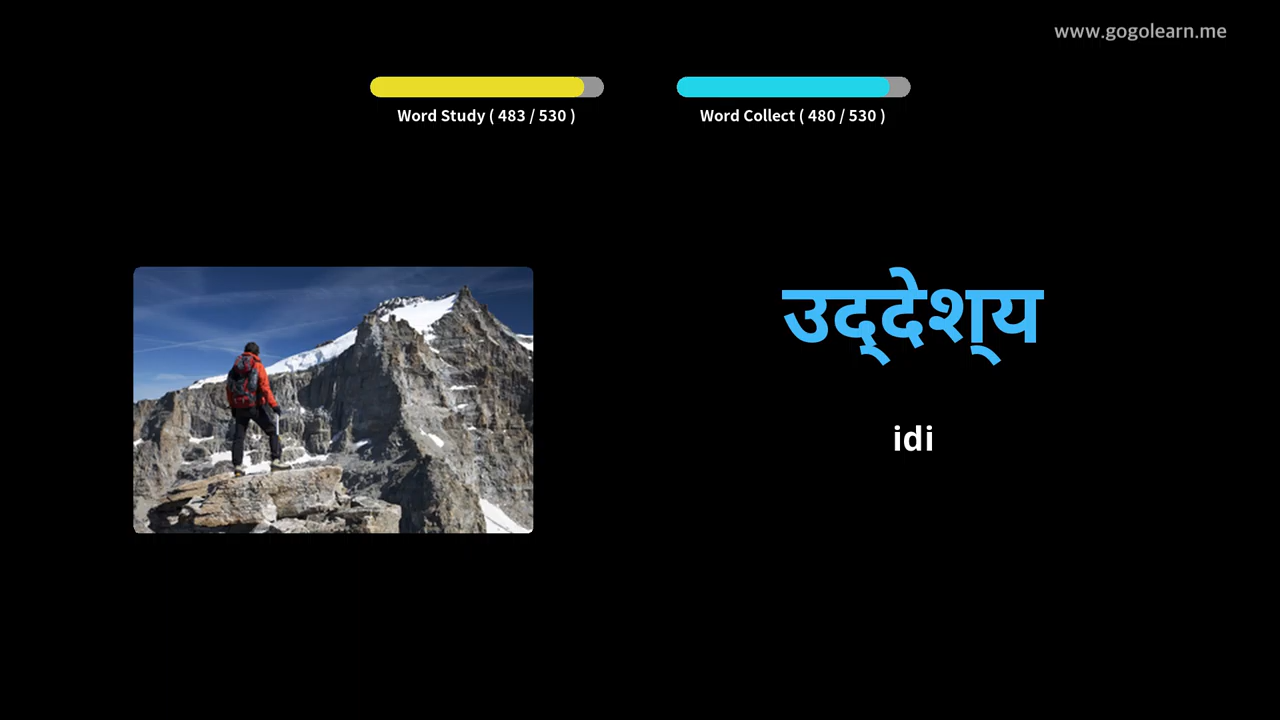 www.gogolearn.me
Word Study ( 483 / 530 )
Word Collect ( 480 / 530 )
उद्‌देश्‌य
idi